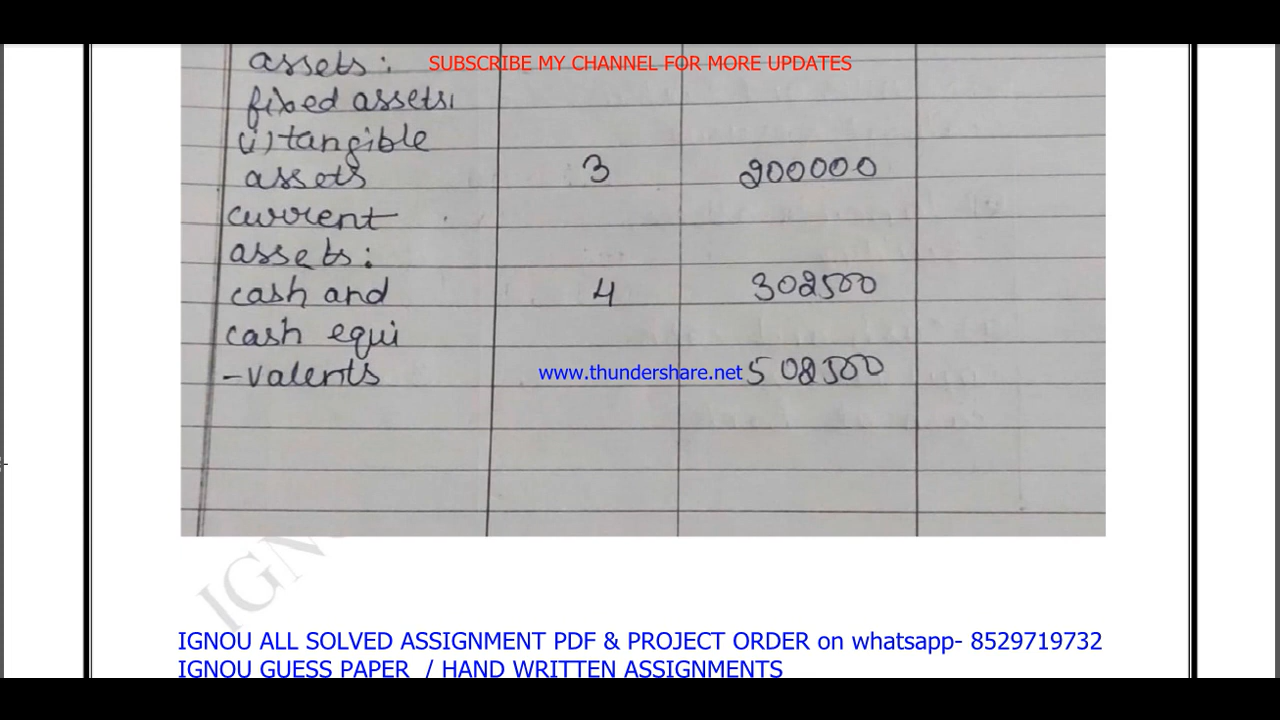 SUBSCRIBE MY CHANNEL FOR MORE UPDATES
assets:
fixed assets.
(i) tangible
assets 3 200000
current
assets:
cash and 4 302500
cash equi
-valents 502500
www.thundershare.net
IGNOU ALL SOLVED ASSIGNMENT PDF & PROJECT ORDER on whatsapp- 8529719732
IGNOU GUESS PAPER / HAND WRITTEN ASSIGNMENTS